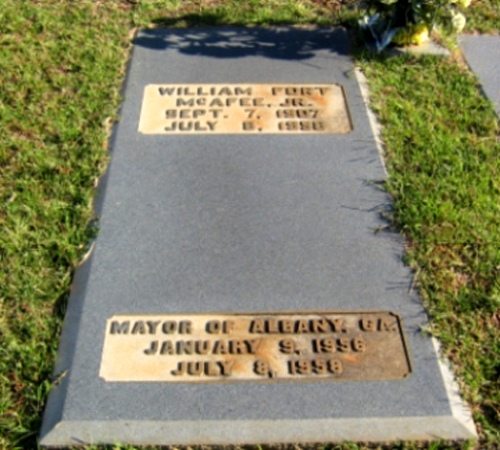 WILLIAM FORT
MCAFEE, JR.
SEPT. 7, 1907
JULY 8, 1958
MAYOR OF ALBANY, GA.
JANUARY 9, 1956
JULY 8, 1958